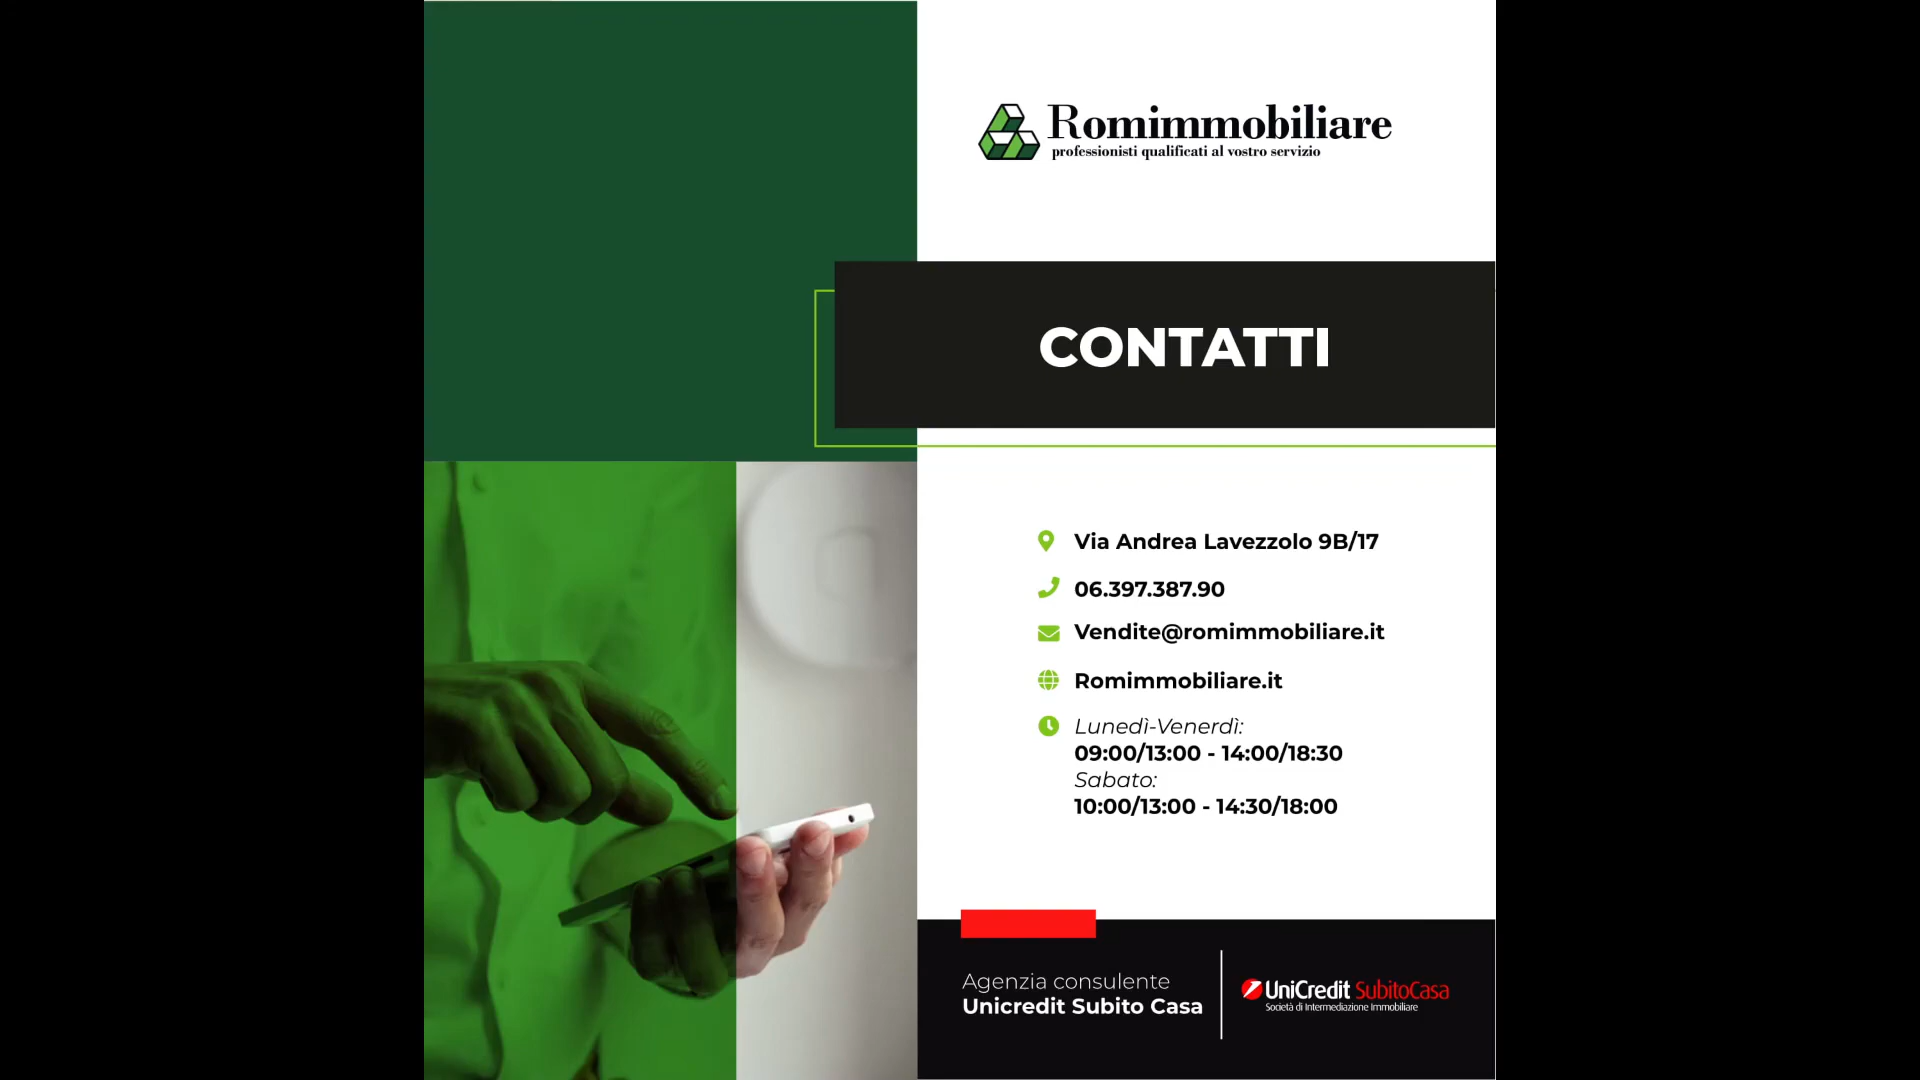 Romimmobiliare
professionisti qualificati al vostro servizio
CONTATTI
Via Andrea Lavezzolo 9B/17
06.397.387.90
Vendite@romimmobiliare.it
Romimmobiliare.it
Lunedì-Venerdì:
09:00/13:00 - 14:00/18:30
Sabato:
10:00/13:00 - 14:30/18:00
Agenzia consulente
Unicredit Subito Casa
UniCredit SubitoCasa
Società di Intermediazione Immobiliare